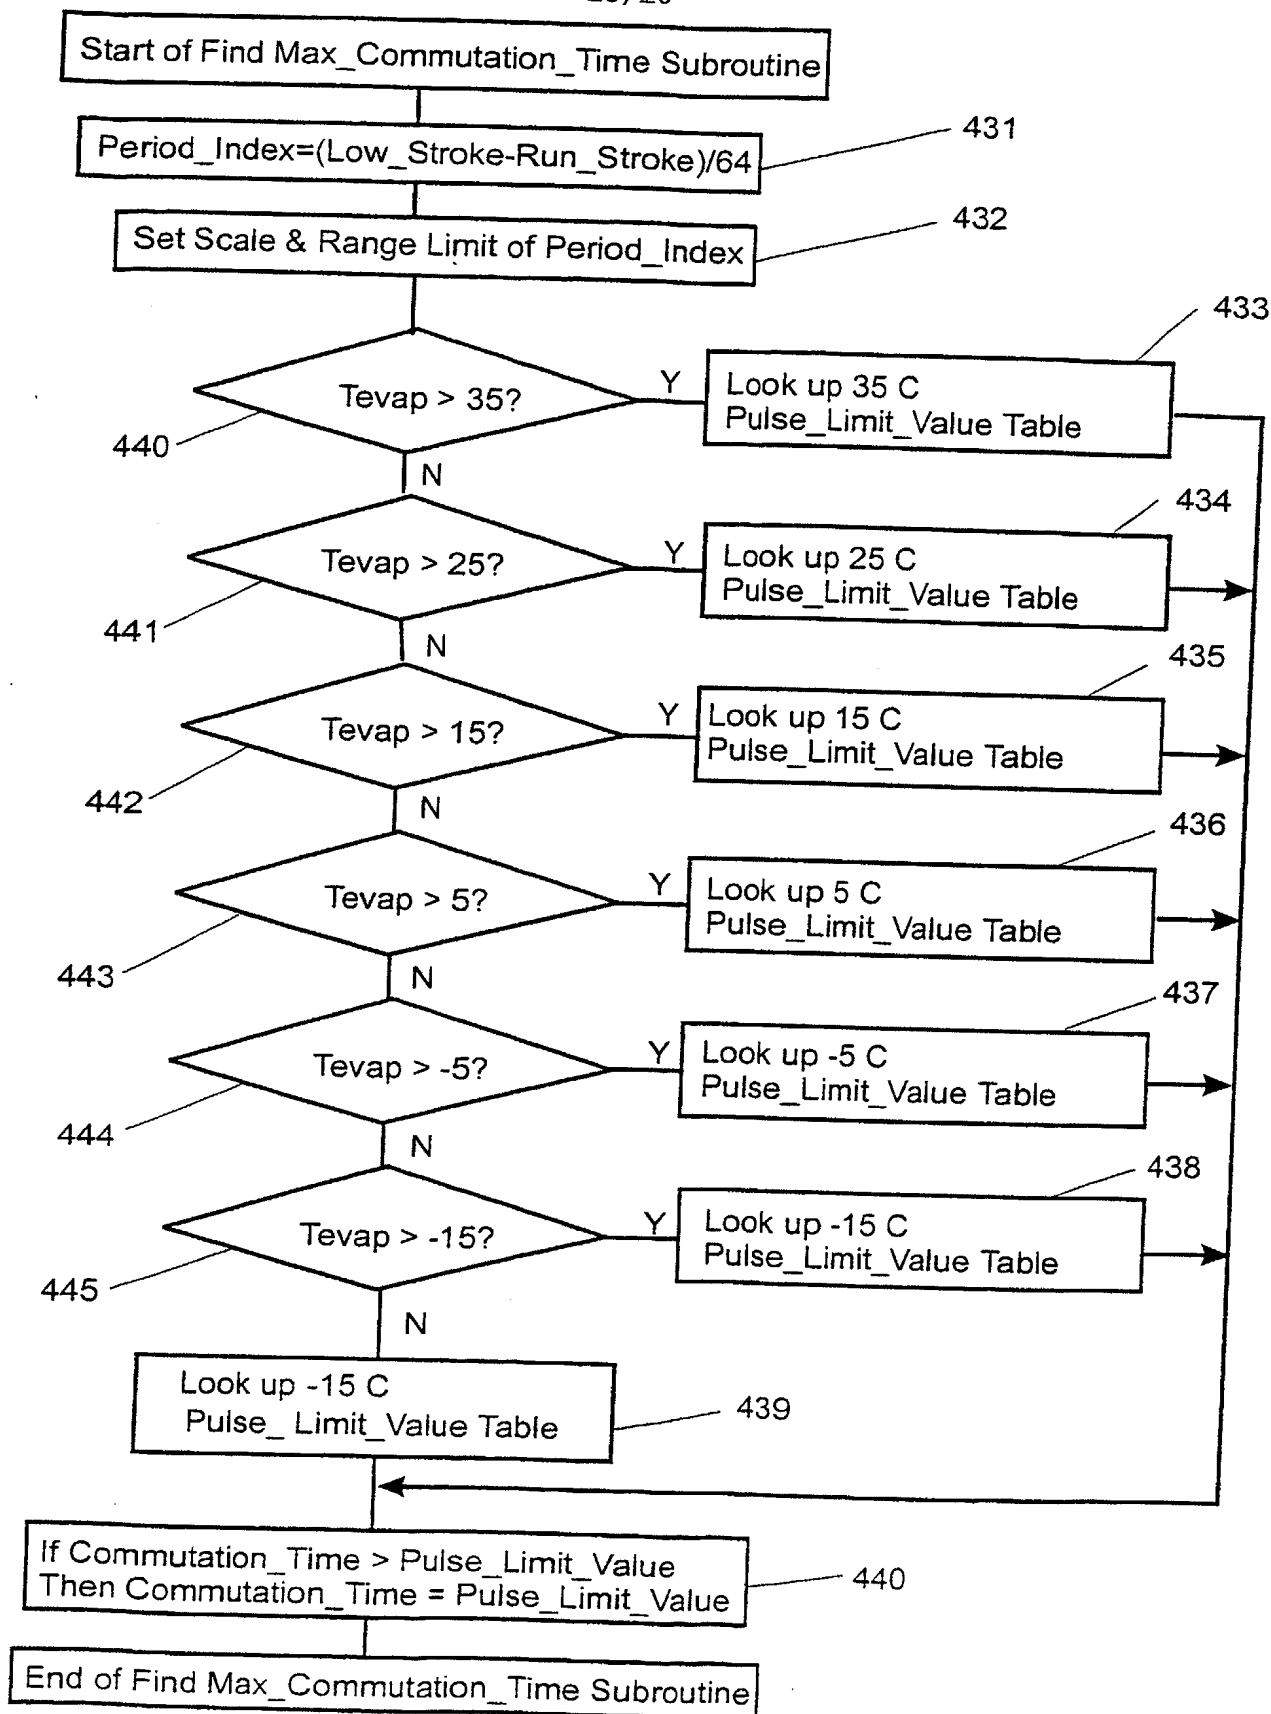 Start of Find Max_Commutation_Time Subroutine
Period_Index=(Low_Stroke-Run_Stroke)/64
431
Set Scale & Range Limit of Period_Index
432
433
Tevap > 35?
Y
Look up 35 C
Pulse_Limit_Value Table
440
N
434
Tevap > 25?
Y
Look up 25 C
Pulse_Limit_Value Table
441
N
435
Tevap > 15?
Y
Look up 15 C
Pulse_Limit_Value Table
442
N
436
Tevap > 5?
Y
Look up 5 C
Pulse_Limit_Value Table
443
N
437
Tevap > -5?
Y
Look up -5 C
Pulse_Limit_Value Table
444
N
438
Tevap > -15?
Y
Look up -15 C
Pulse_Limit_Value Table
445
N
Look up -15 C
Pulse_ Limit_Value Table
439
If Commutation_Time > Pulse_Limit_Value
Then Commutation_Time = Pulse_Limit_Value
440
End of Find Max_Commutation_Time Subroutine